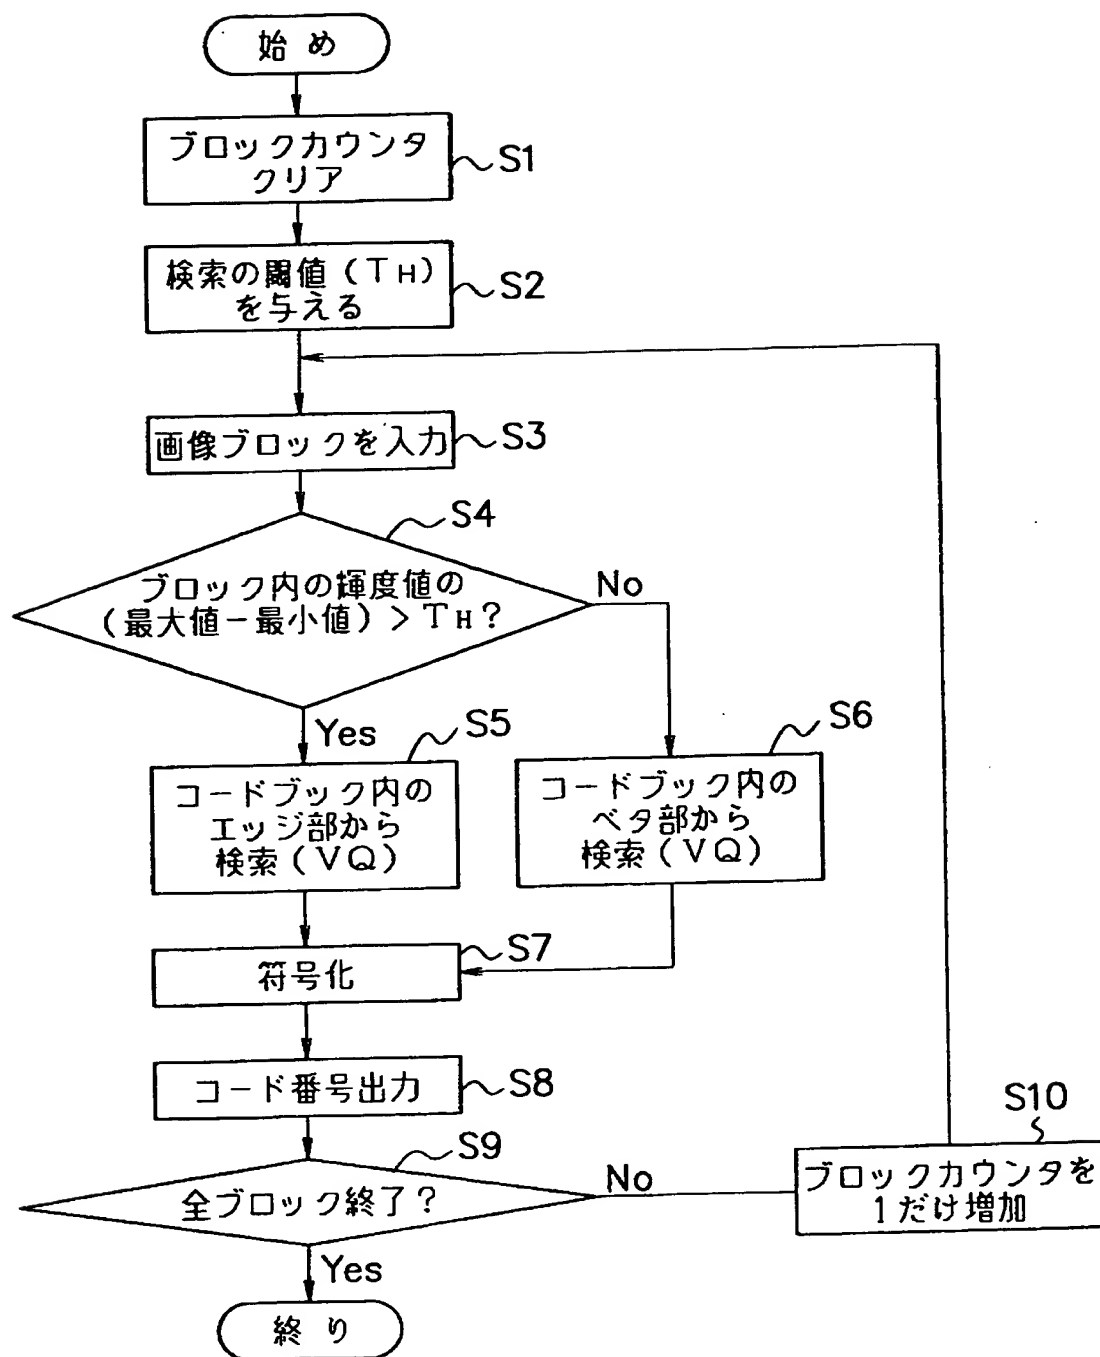 始め
ブロックカウンタ
クリア
S1
検索の閾値(TH)
を与える
S2
画像ブロックを入力
S3
S4
ブロック内の輝度値の
(最大値－最小値)>TH?
No
Yes
S5
コードブック内の
エッジ部から
検索(VQ)
S6
コードブック内の
ベタ部から
検索(VQ)
S7
符号化
コード番号出力
S8
S9
全ブロック終了?
No
S10
ブロックカウンタを
1だけ増加
Yes
終り